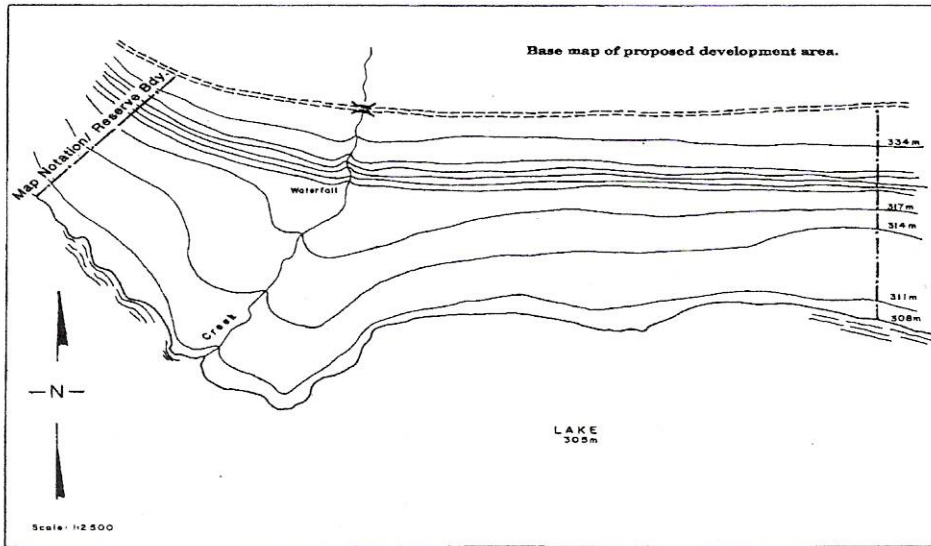 Base map of proposed development area.
Map Notation/ Reserve Bdy.
334m
Waterfall
317m
314m
311m
308m
Creek
—N—
LAKE
305m
Scale: 1:2500